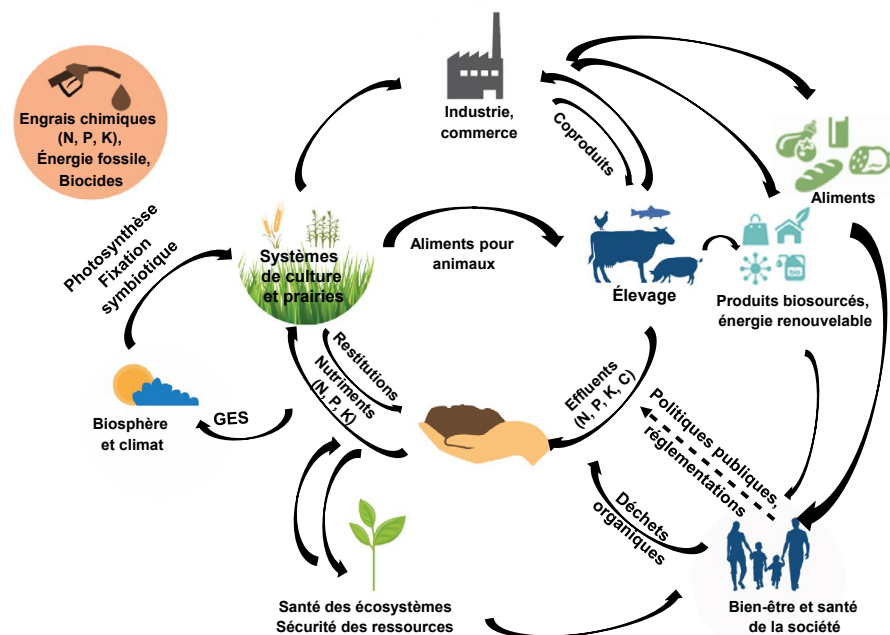 Engrais chimiques
(N, P, K),
Énergie fossile,
Biocides
Industrie,
commerce
Coproduits
Aliments
Photosynthèse
Fixation
symbiotique
Systèmes
de culture
et prairies
Aliments pour
animaux
Élevage
Produits biosourcés,
énergie renouvelable
bio
Biosphère
et climat
GES
Restitutions
Nutriments
(N, P, K)
Effluents
(N, P, K, C)
Politiques publiques,
réglementations
Déchets
organiques
Santé des écosystèmes
Sécurité des ressources
Bien-être et santé
de la société